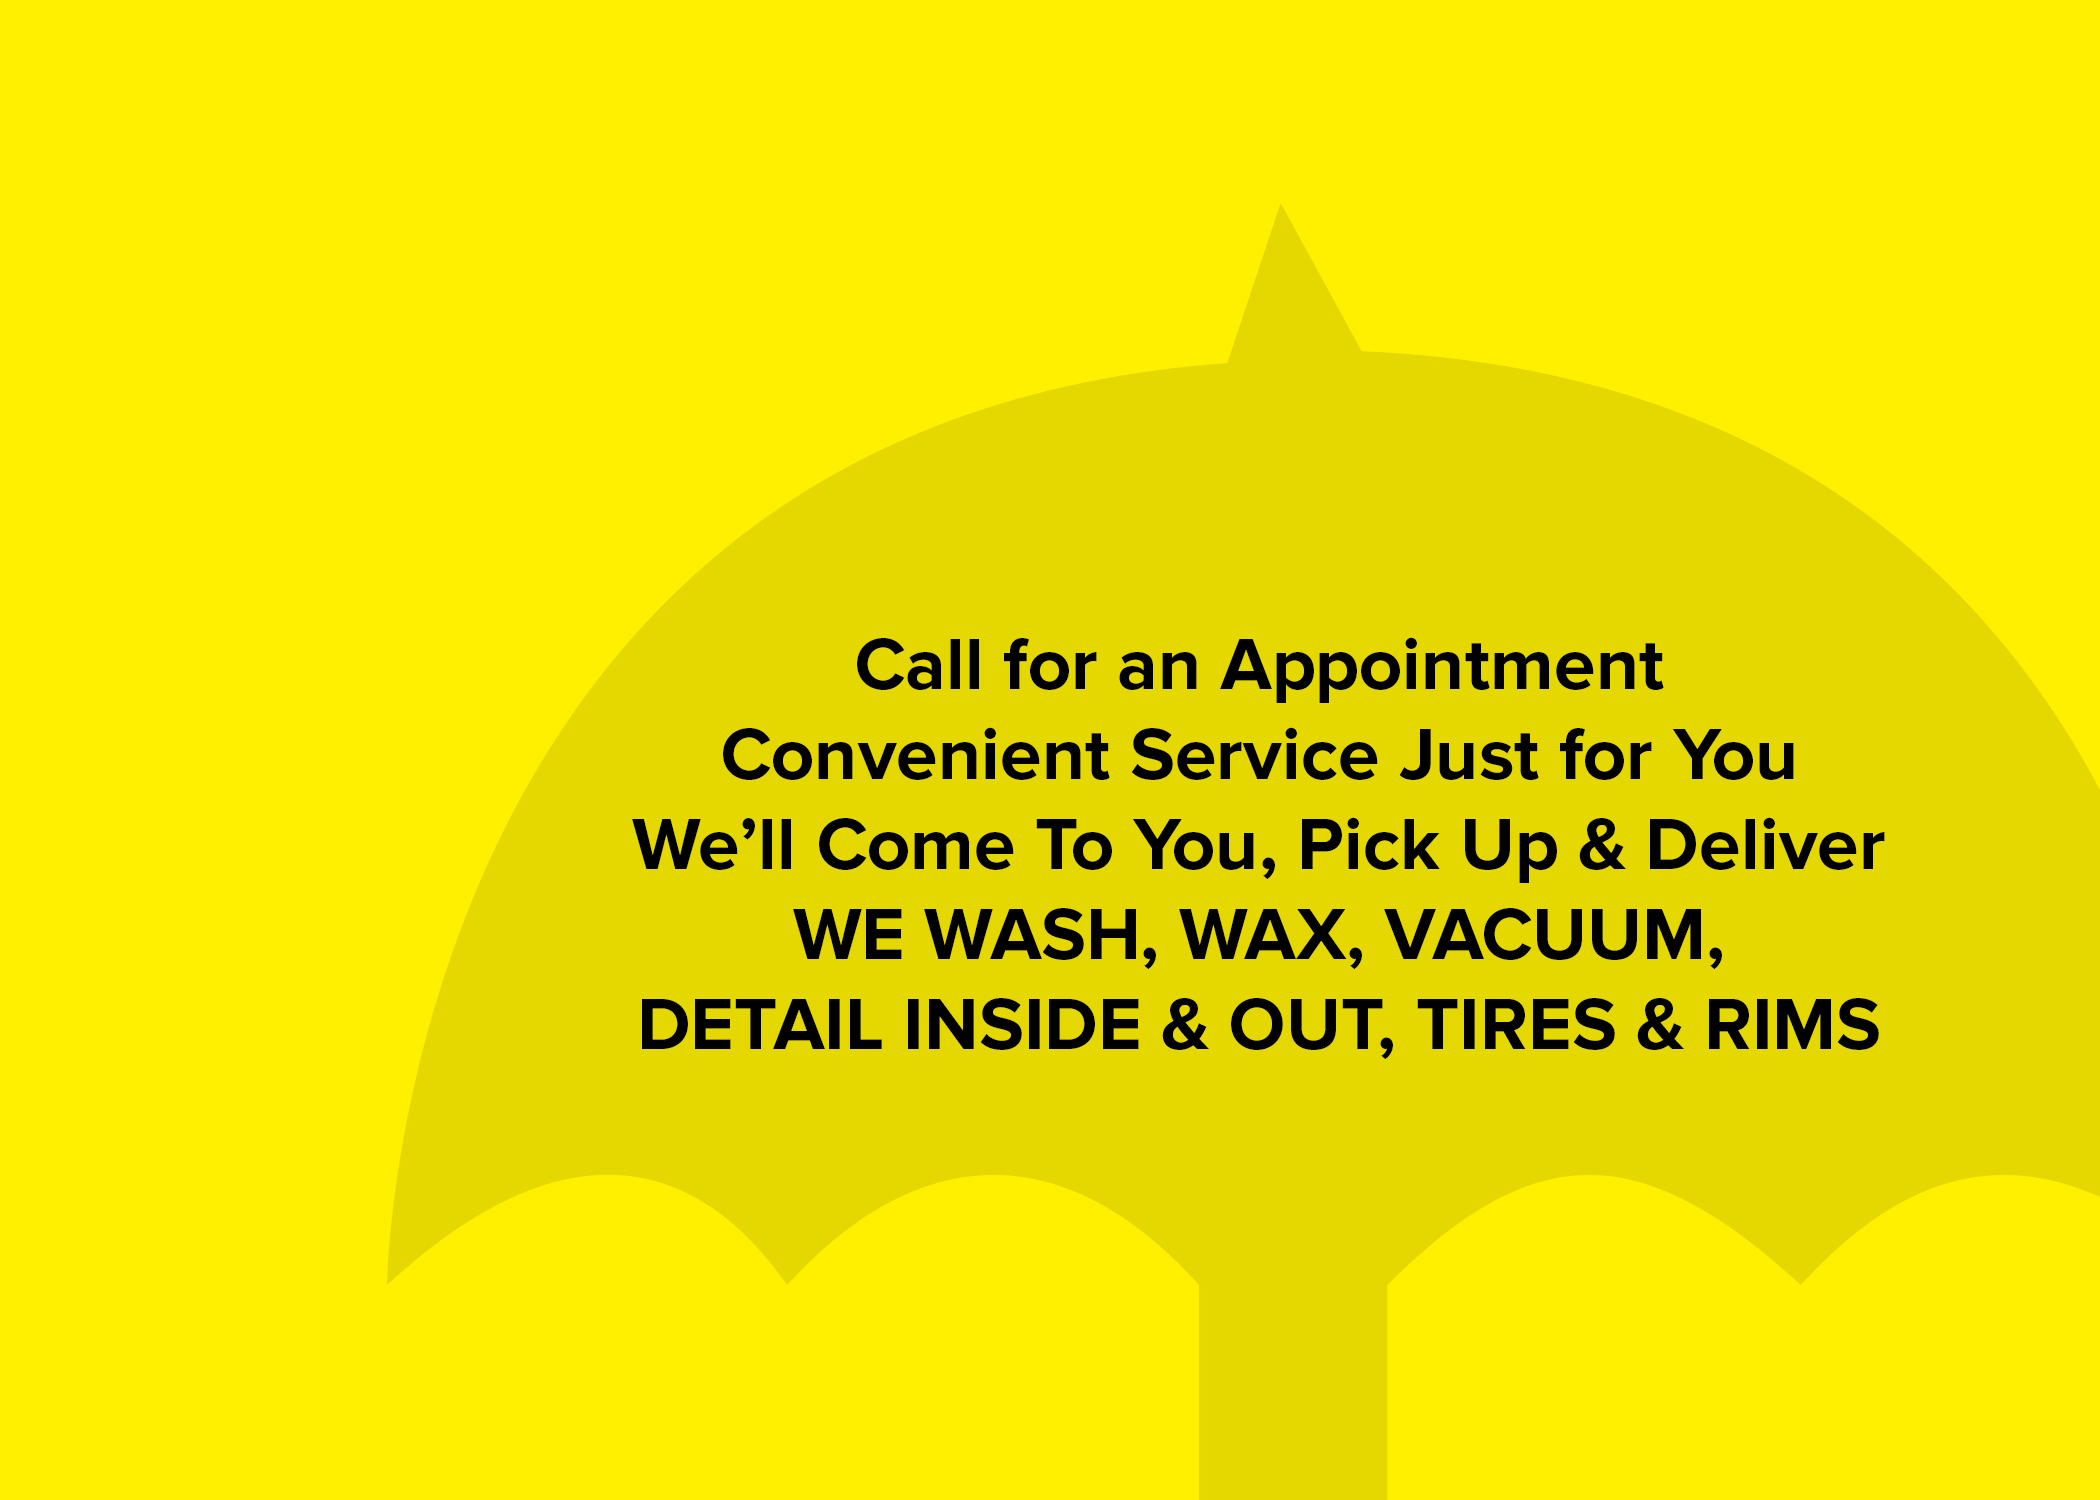 Call for an Appointment
Convenient Service Just for You
We’ll Come To You, Pick Up & Deliver
WE WASH, WAX, VACUUM,
DETAIL INSIDE & OUT, TIRES & RIMS